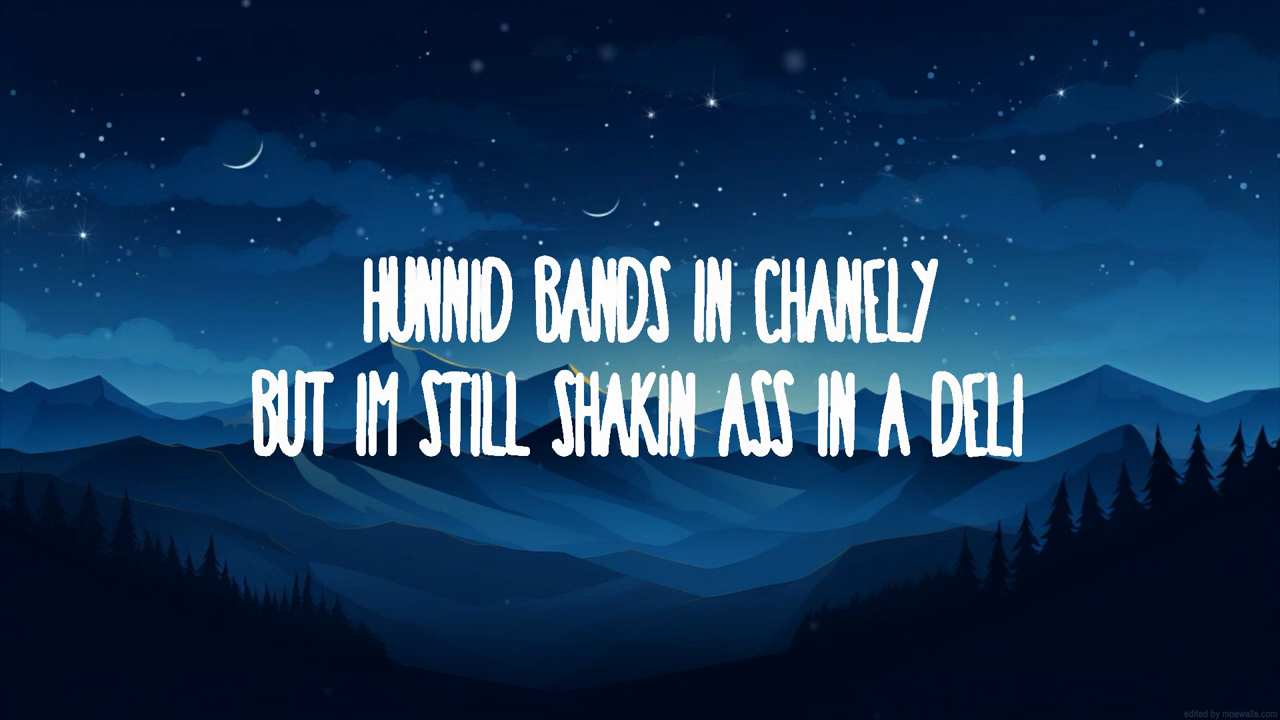 HUNNID BANDS IN CHANELY
BUT IM STILL SHAKIN ASS IN A DELI
edited by moewalls.com